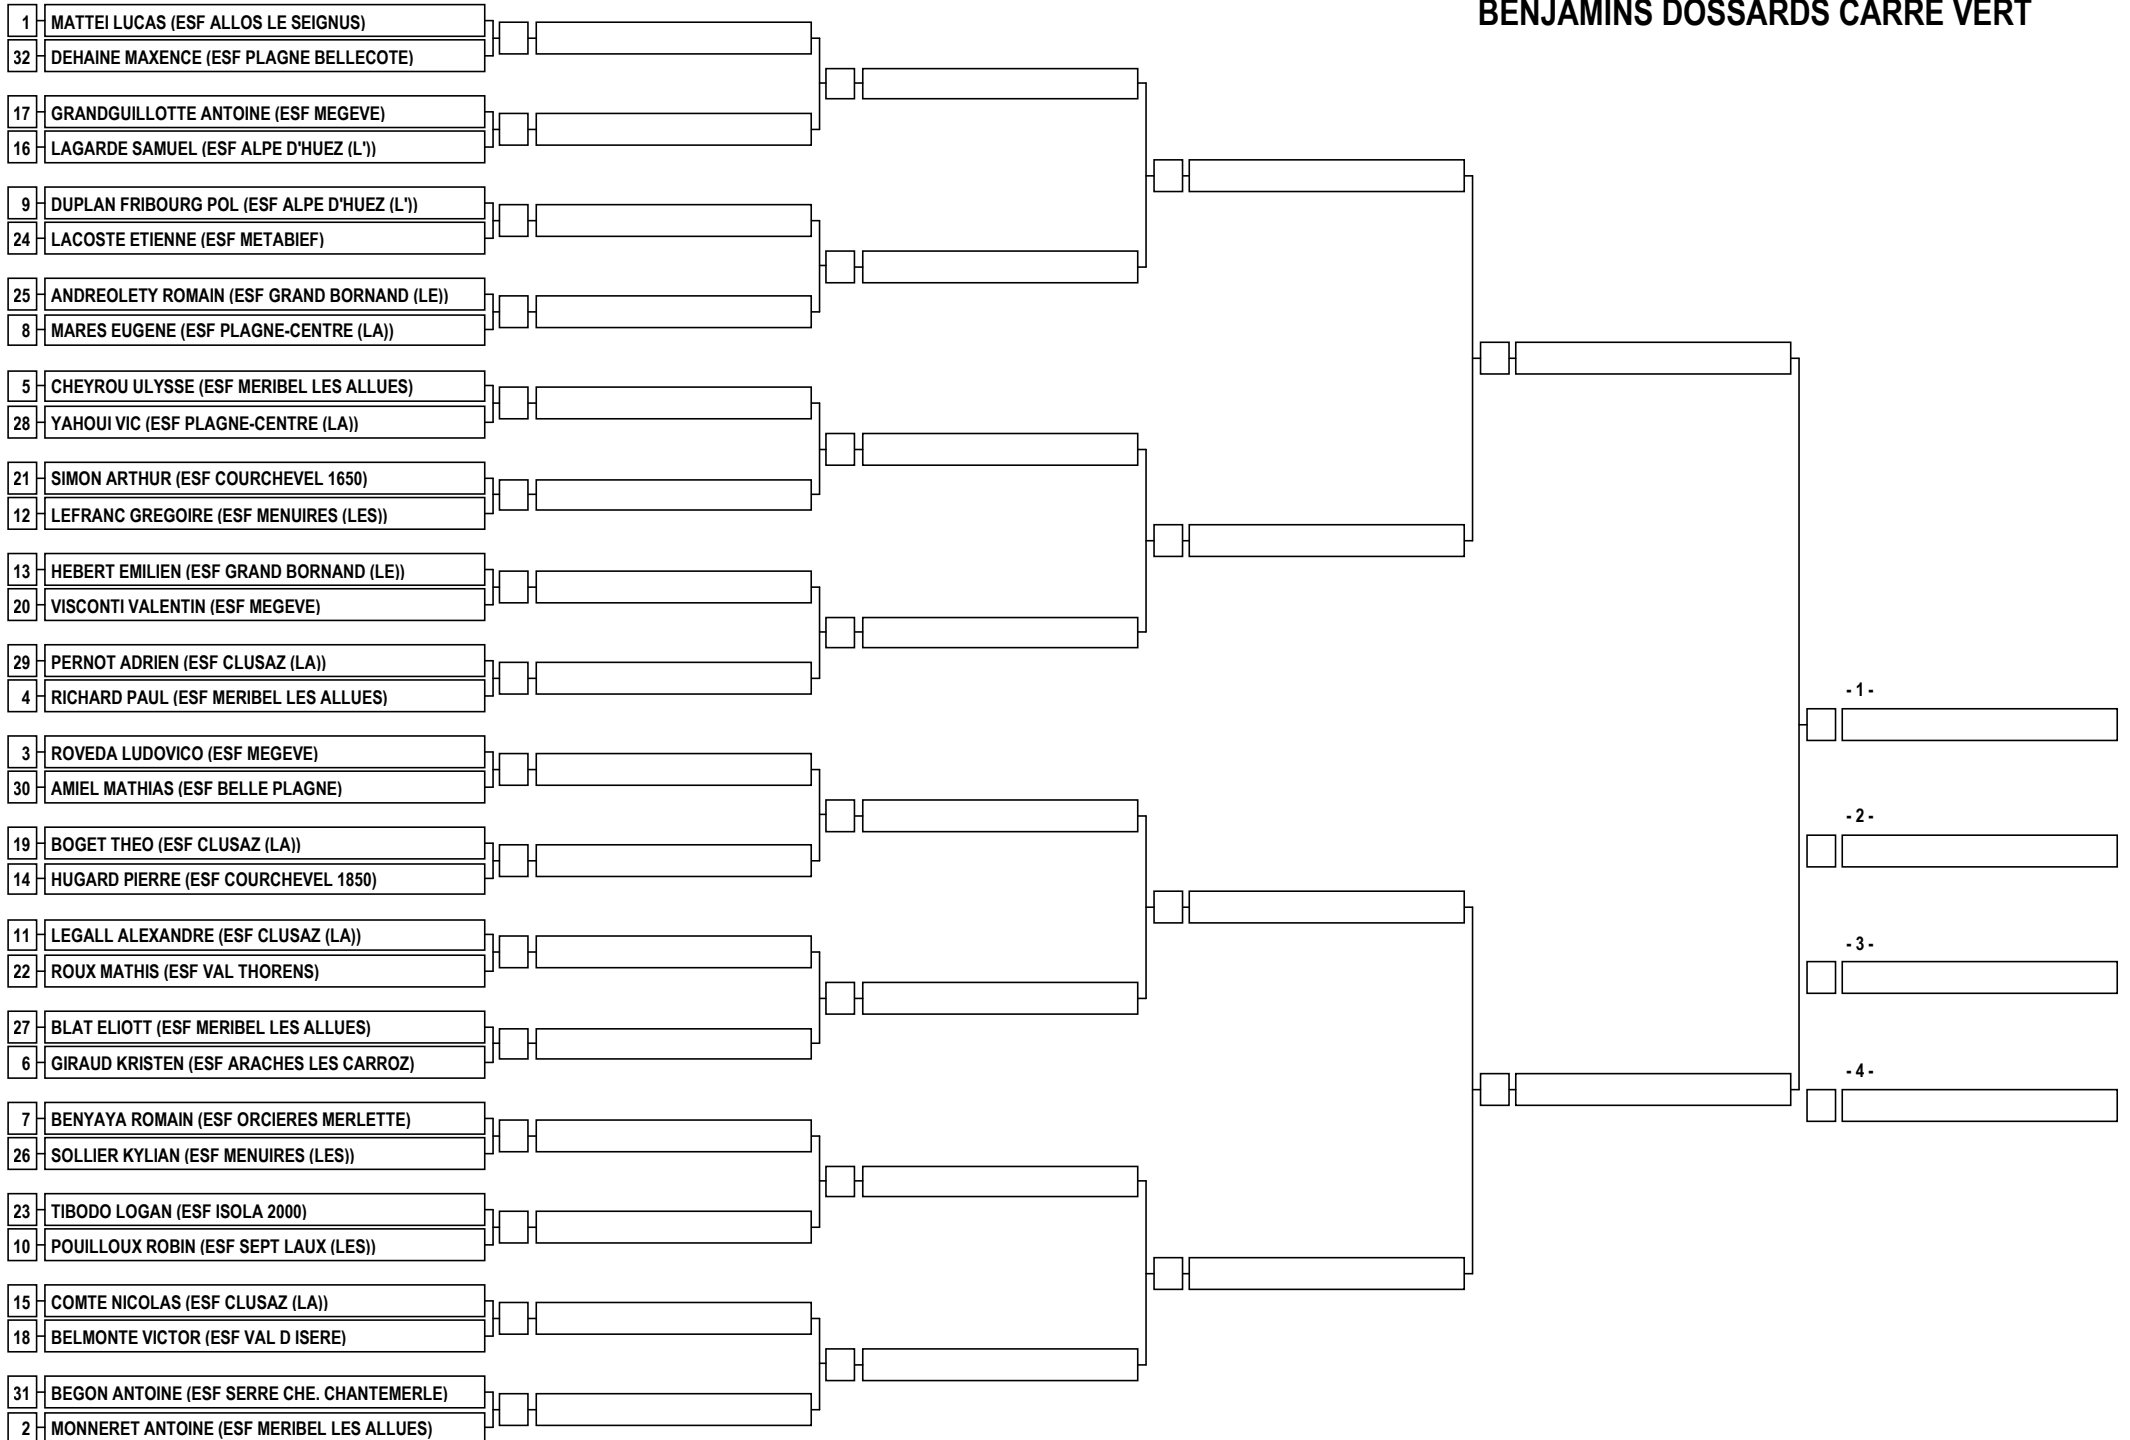 BENJAMINS DOSSARDS CARRE VERT
1 MATTEI LUCAS (ESF ALLOS LE SEIGNUS)
32 DEHAINE MAXENCE (ESF PLAGNE BELLECOTE)
17 GRANDGUILLOTTE ANTOINE (ESF MEGEVE)
16 LAGARDE SAMUEL (ESF ALPE D'HUEZ (L'))
9 DUPLAN FRIBOURG POL (ESF ALPE D'HUEZ (L'))
24 LACOSTE ETIENNE (ESF METABIEF)
25 ANDREOLETY ROMAIN (ESF GRAND BORNAND (LE))
8 MARES EUGENE (ESF PLAGNE-CENTRE (LA))
5 CHEYROU ULYSSE (ESF MERIBEL LES ALLUES)
28 YAHOUI VIC (ESF PLAGNE-CENTRE (LA))
21 SIMON ARTHUR (ESF COURCHEVEL 1650)
12 LEFRANC GREGOIRE (ESF MENUIRES (LES))
13 HEBERT EMILIEN (ESF GRAND BORNAND (LE))
20 VISCONTI VALENTIN (ESF MEGEVE)
29 PERNOT ADRIEN (ESF CLUSAZ (LA))
4 RICHARD PAUL (ESF MERIBEL LES ALLUES)
3 ROVEDA LUDOVICO (ESF MEGEVE)
30 AMIEL MATHIAS (ESF BELLE PLAGNE)
19 BOGET THEO (ESF CLUSAZ (LA))
14 HUGARD PIERRE (ESF COURCHEVEL 1850)
11 LEGALL ALEXANDRE (ESF CLUSAZ (LA))
22 ROUX MATHIS (ESF VAL THORENS)
27 BLAT ELIOTT (ESF MERIBEL LES ALLUES)
6 GIRAUD KRISTEN (ESF ARACHES LES CARROZ)
7 BENYAYA ROMAIN (ESF ORCIERES MERLETTE)
26 SOLLIER KYLIAN (ESF MENUIRES (LES))
23 TIBODO LOGAN (ESF ISOLA 2000)
10 POUILLOUX ROBIN (ESF SEPT LAUX (LES))
15 COMTE NICOLAS (ESF CLUSAZ (LA))
18 BELMONTE VICTOR (ESF VAL D ISERE)
31 BEGON ANTOINE (ESF SERRE CHE. CHANTEMERLE)
2 MONNERET ANTOINE (ESF MERIBEL LES ALLUES)
- 1 -
- 2 -
- 3 -
- 4 -